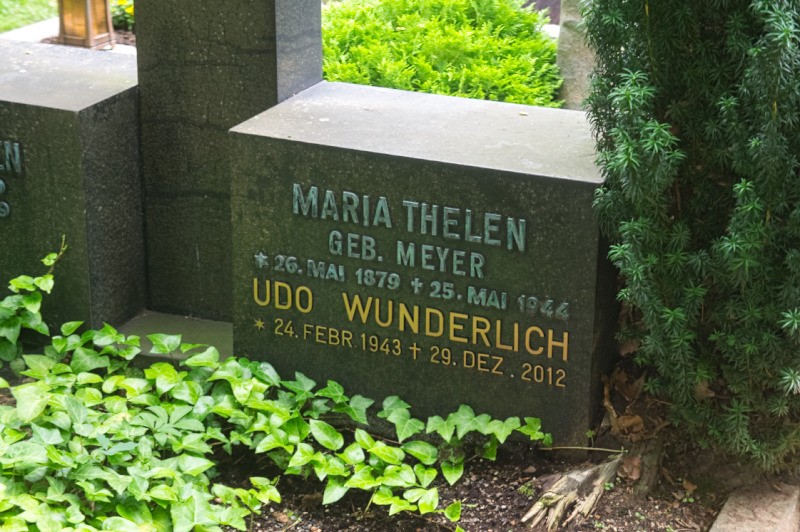 MARIA THELEN
GEB. MEYER
* 26. MAI 1879 † 25. MAI 1944
UDO WUNDERLICH
* 24. FEBR. 1943 † 29. DEZ. 2012